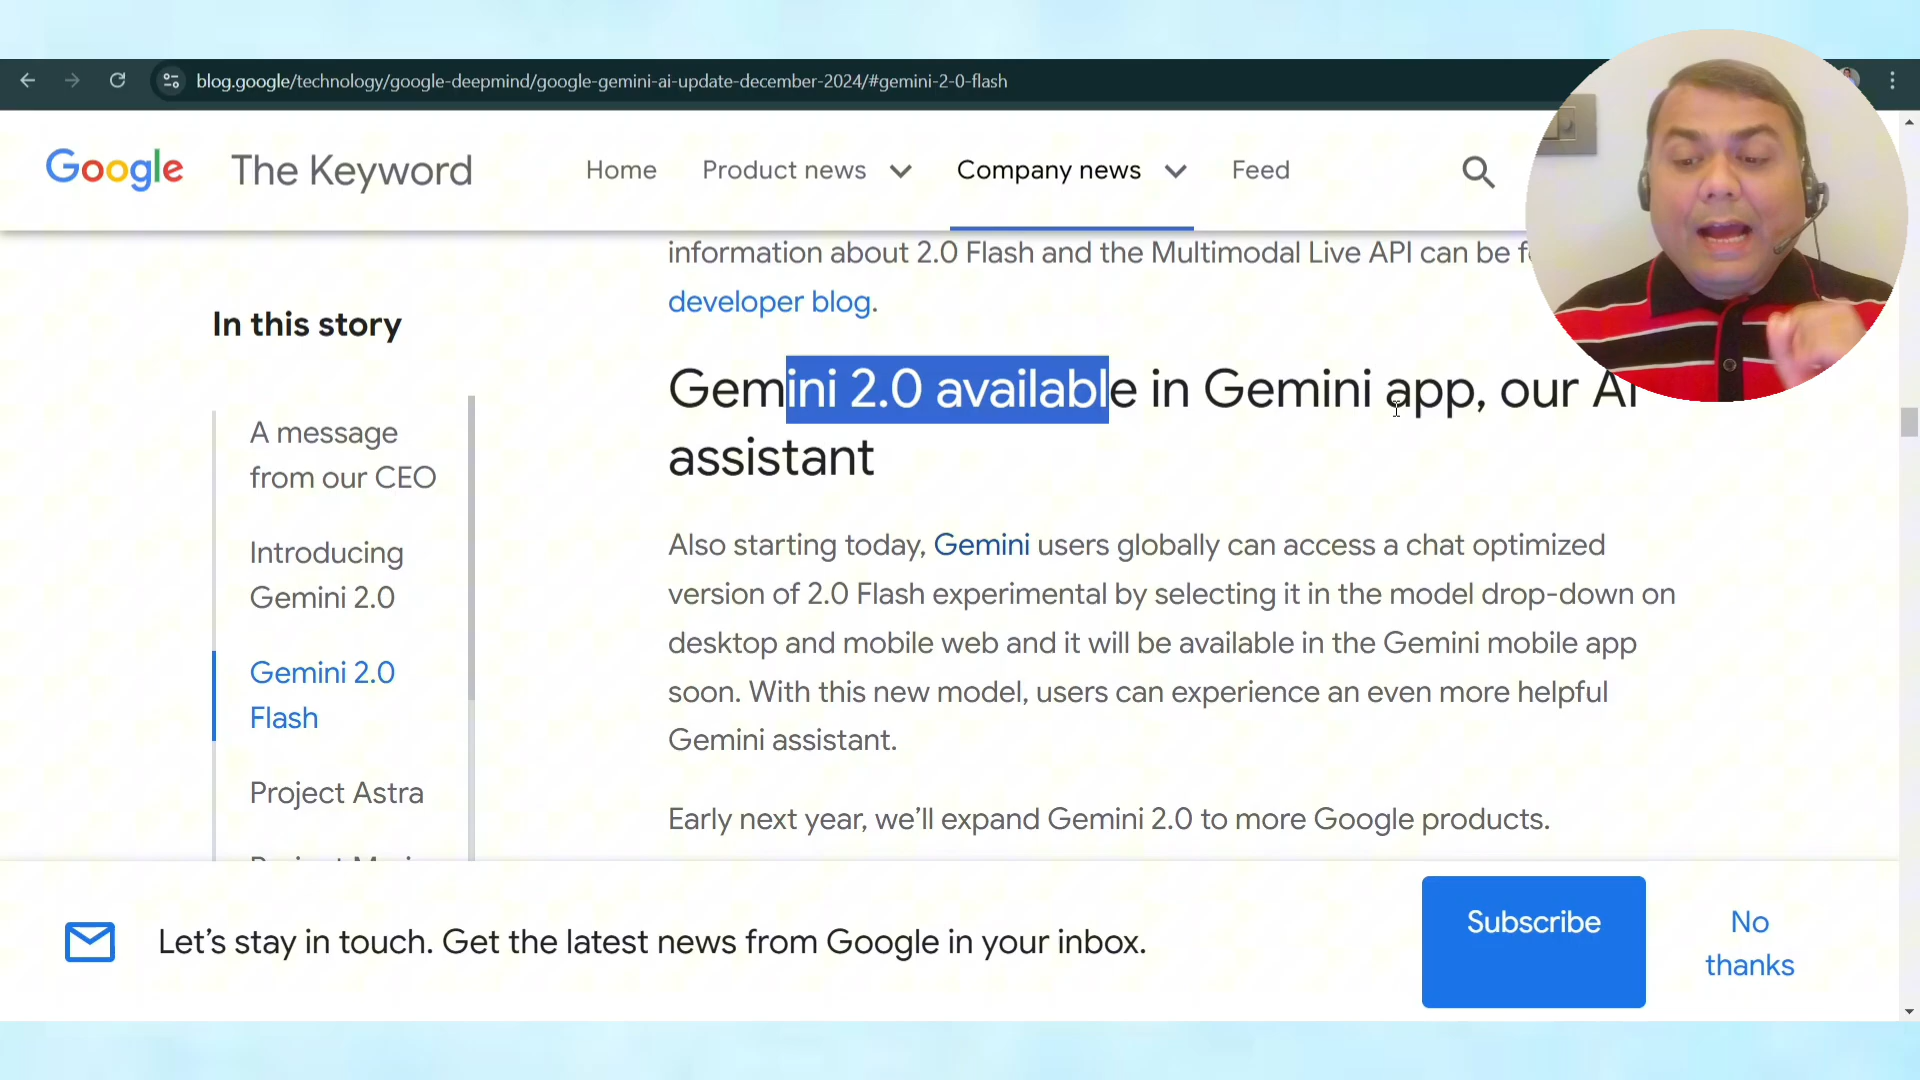 blog.google/technology/google-deepmind/google-gemini-ai-update-december-2024/#gemini-2-0-flash
Google The Keyword Home Product news Company news Feed
information about 2.0 Flash and the Multimodal Live API can be
developer blog.
In this story
A message
from our CEO
Introducing
Gemini 2.0
Gemini 2.0
Flash
Project Astra
Gemini 2.0 available in Gemini app, our AI
assistant
Also starting today, Gemini users globally can access a chat optimized
version of 2.0 Flash experimental by selecting it in the model drop-down on
desktop and mobile web and it will be available in the Gemini mobile app
soon. With this new model, users can experience an even more helpful
Gemini assistant.
Early next year, we’ll expand Gemini 2.0 to more Google products.
Let’s stay in touch. Get the latest news from Google in your inbox.
Subscribe
No
thanks